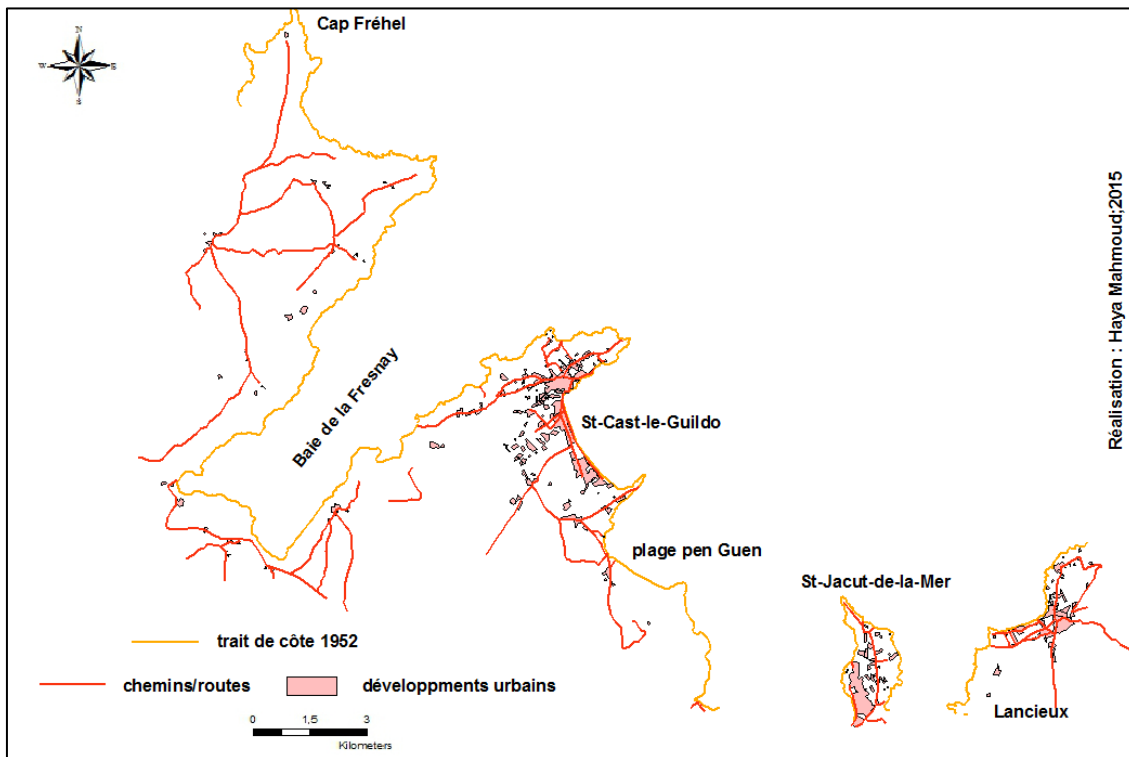 Cap Fréhel
N
W
E
S
Baie de la Fresnay
St-Cast-le-Guildo
plage pen Guen
St-Jacut-de-la-Mer
Lancieux
trait de côte 1952
chemins/routes
développments urbains
0 1,5 3
Kilometers
Réalisation : Haya Mahmoud;2015